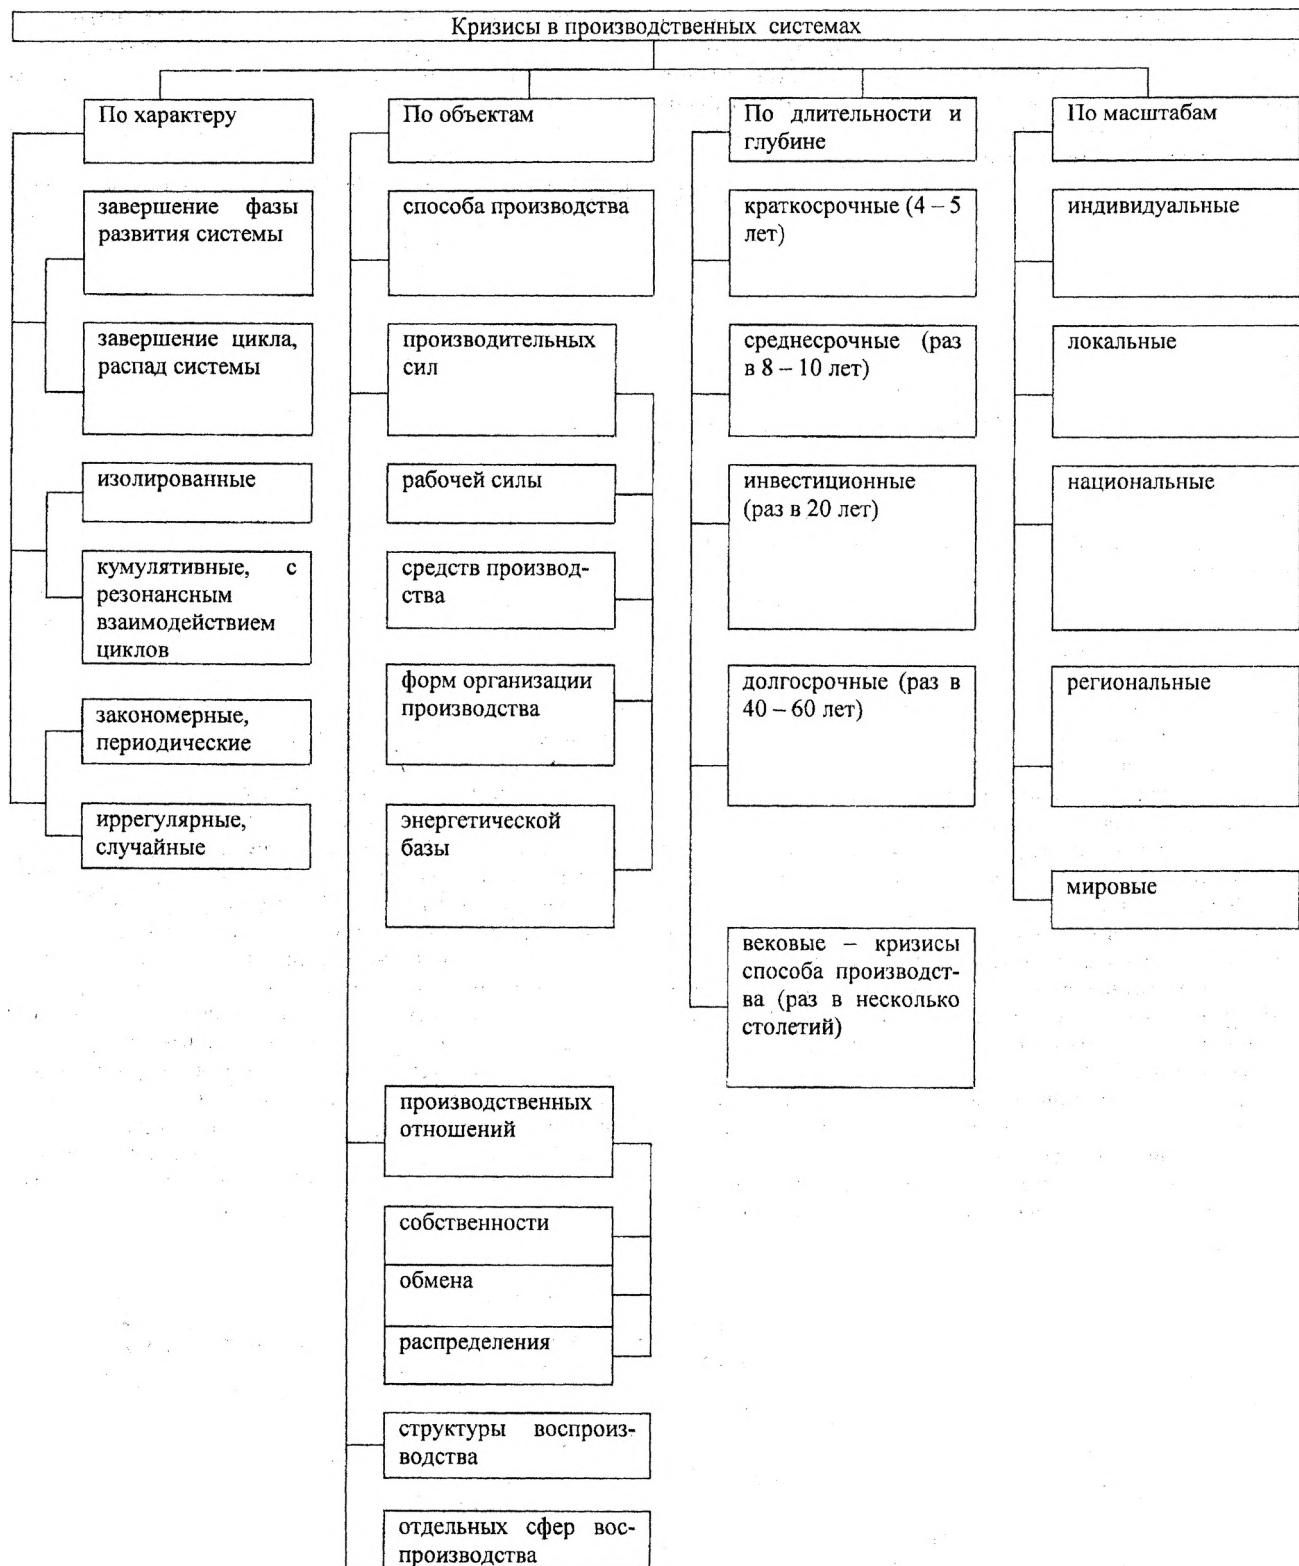 Кризисы в производственных системах
По характеру
завершение фазы
развития системы
завершение цикла,
распад системы
изолированные
кумулятивные, с
резонансным
взаимодействием
циклов
закономерные,
периодические
иррегулярные,
случайные
По объектам
способа производства
производительных
сил
рабочей силы
средств производ-
ства
форм организации
производства
энергетической
базы
производственных
отношений
собственности
обмена
распределения
структуры воспроиз-
водства
отдельных сфер вос-
производства
По длительности и
глубине
краткосрочные (4 – 5
лет)
среднесрочные (раз
в 8 – 10 лет)
инвестиционные
(раз в 20 лет)
долгосрочные (раз в
40 – 60 лет)
вековые – кризисы
способа производст-
ва (раз в несколько
столетий)
По масштабам
индивидуальные
локальные
национальные
региональные
мировые